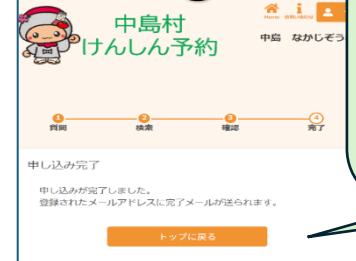 中島村
けんしん予約
Home
お問い合わせ
中島 なかじぞう
1
質問
2
検索
3
確認
4
完了
申し込み完了
申し込みが完了しました。
登録されたメールアドレスに完了メールが送られます。
トップに戻る